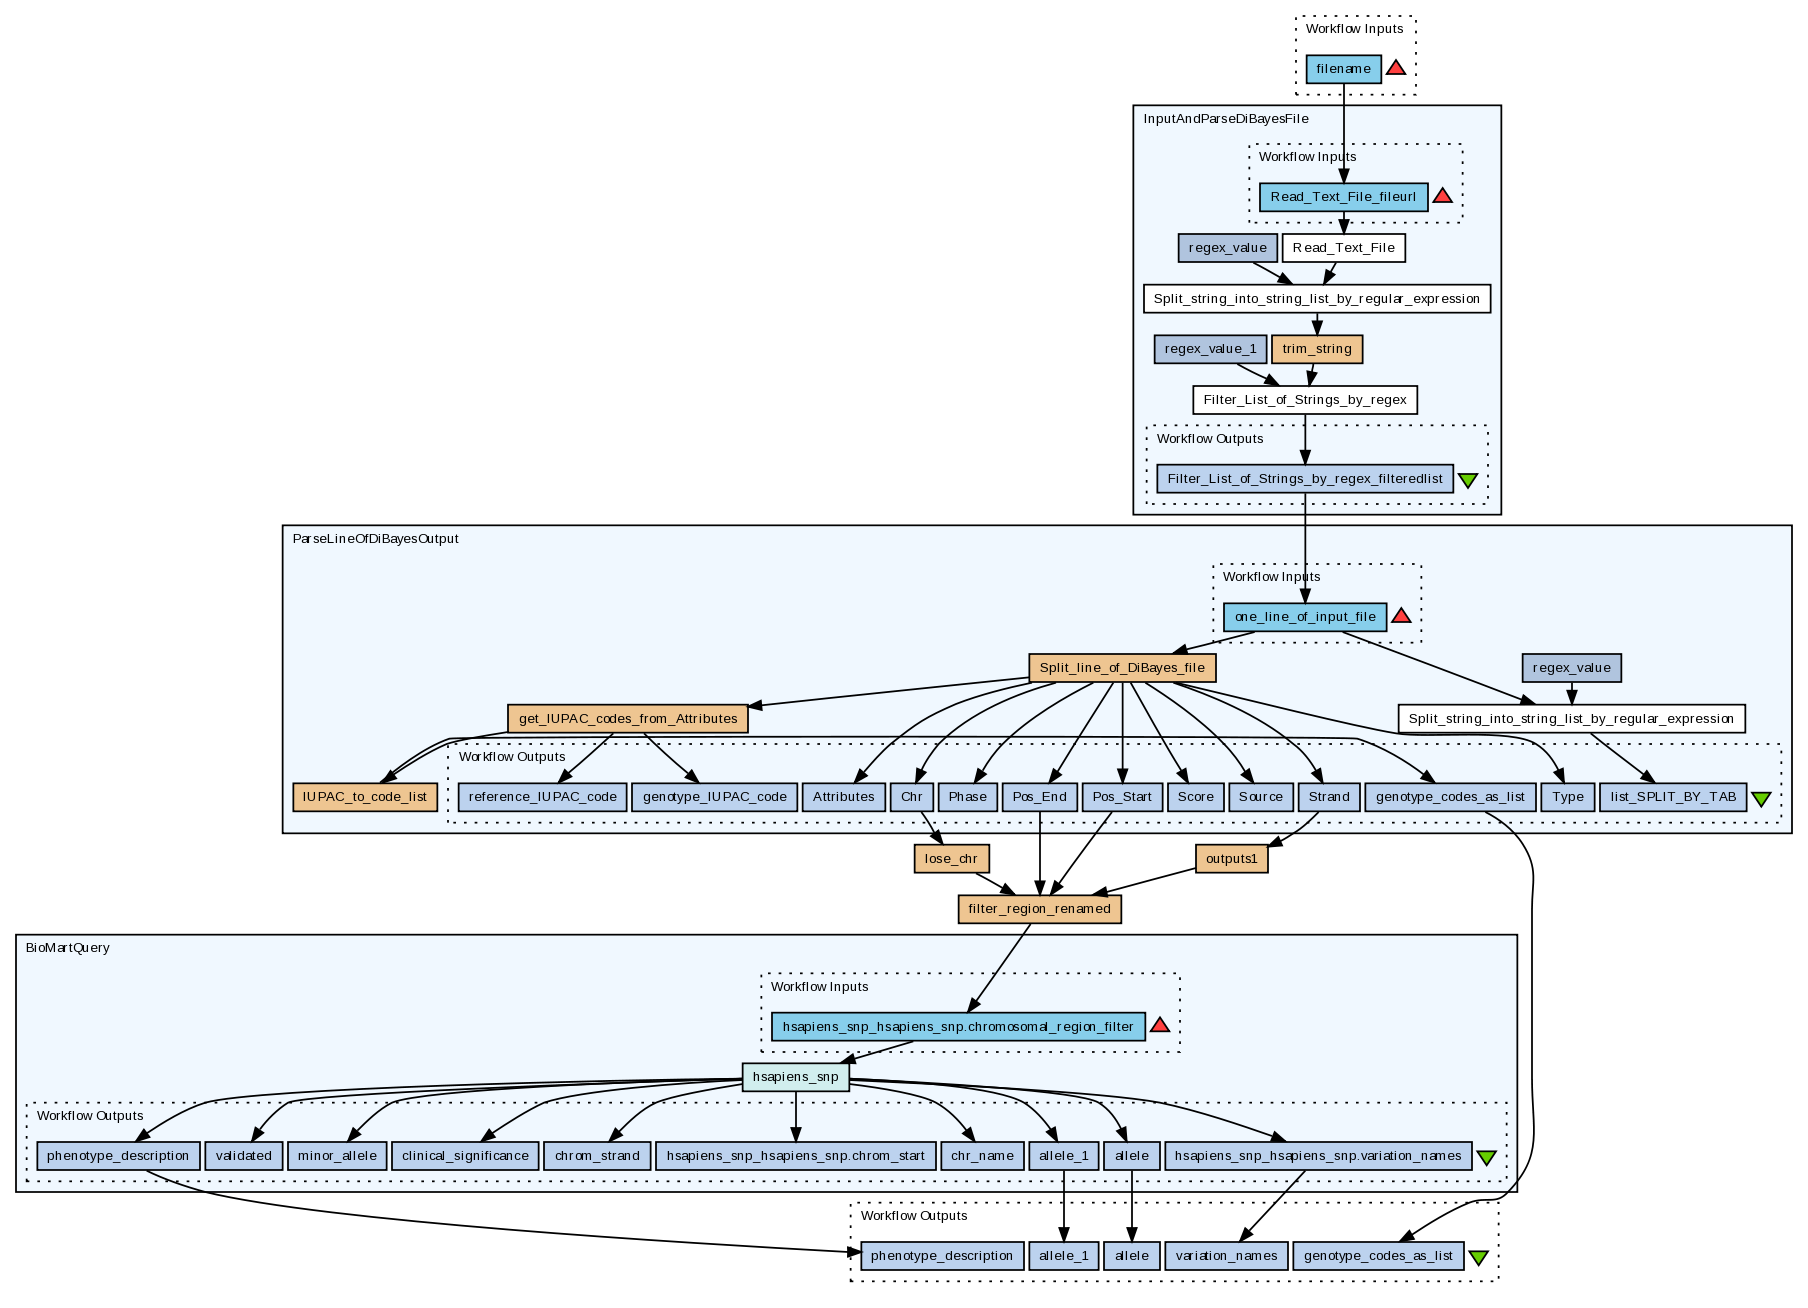 Workflow Inputs
filename
InputAndParseDiBayesFile
Workflow Inputs
Read_Text_File_fileurl
regex_value
Read_Text_File
Split_string_into_string_list_by_regular_expression
regex_value_1
trim_string
Filter_List_of_Strings_by_regex
Workflow Outputs
Filter_List_of_Strings_by_regex_filteredlist
ParseLineOfDiBayesOutput
Workflow Inputs
one_line_of_input_file
Split_line_of_DiBayes_file
regex_value
get_IUPAC_codes_from_Attributes
Split_string_into_string_list_by_regular_expression
Workflow Outputs
IUPAC_to_code_list
reference_IUPAC_code
genotype_IUPAC_code
Attributes
Chr
Phase
Pos_End
Pos_Start
Score
Source
Strand
genotype_codes_as_list
Type
list_SPLIT_BY_TAB
lose_chr
outputs1
filter_region_renamed
BioMartQuery
Workflow Inputs
hsapiens_snp_hsapiens_snp.chromosomal_region_filter
hsapiens_snp
Workflow Outputs
phenotype_description
validated
minor_allele
clinical_significance
chrom_strand
hsapiens_snp_hsapiens_snp.chrom_start
chr_name
allele_1
allele
hsapiens_snp_hsapiens_snp.variation_names
Workflow Outputs
phenotype_description
allele_1
allele
variation_names
genotype_codes_as_list